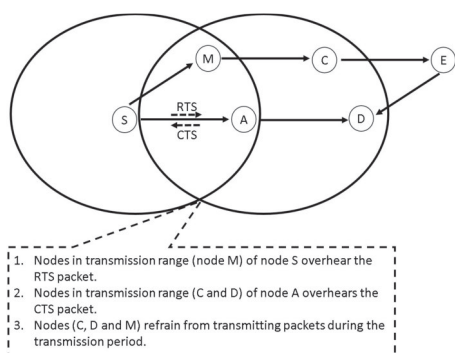 M
C
E
RTS
S
A
D
CTS
1. Nodes in transmission range (node M) of node S overhear the
RTS packet.
2. Nodes in transmission range (C and D) of node A overhears the
CTS packet.
3. Nodes (C, D and M) refrain from transmitting packets during the
transmission period.